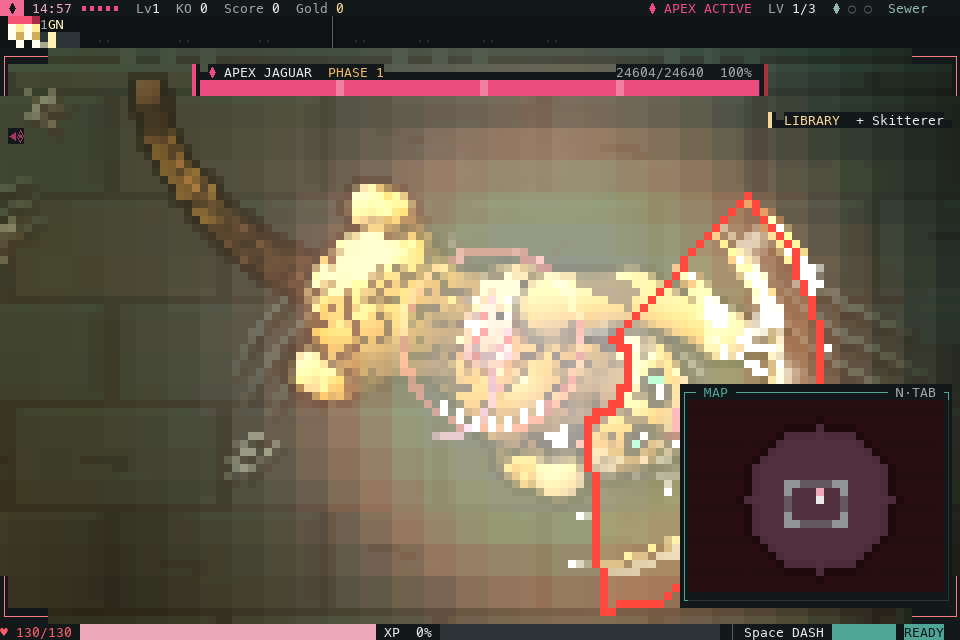 14:57 Lv1 KO 0 Score 0 Gold 0 APEX ACTIVE LV 1/3 Sewer
1GN
APEX JAGUAR PHASE 1 24604/24640 100%
LIBRARY + Skitterer
MAP N·TAB
130/130 XP 0% Space DASH READY